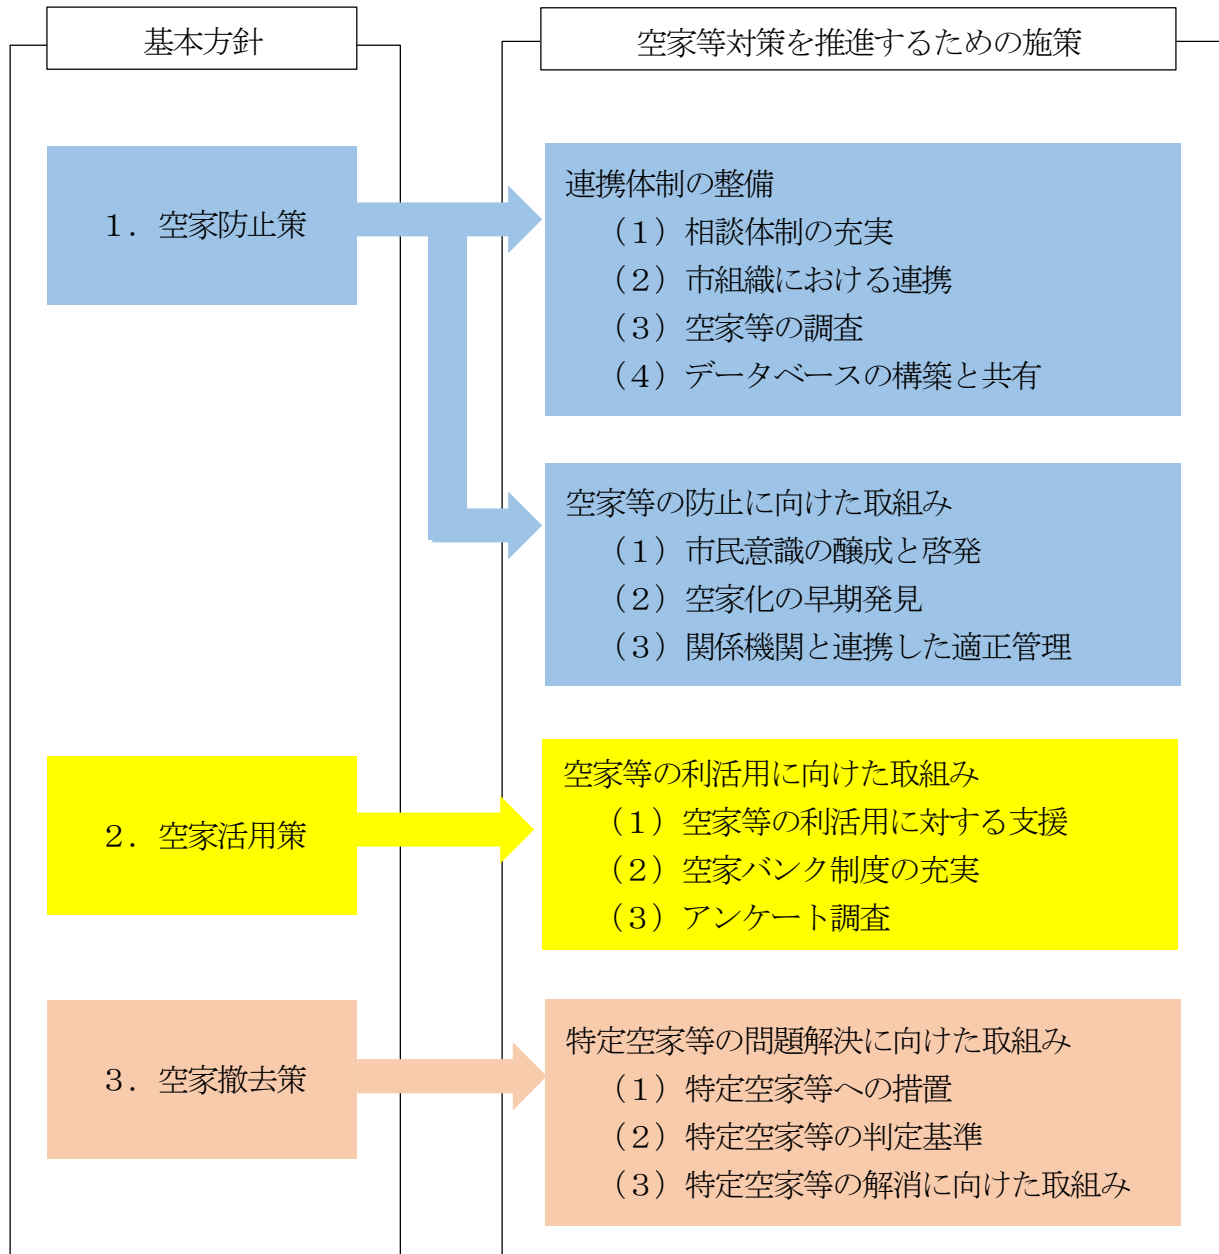 基本方針
空家等対策を推進するための施策
1．空家防止策
連携体制の整備
（1）相談体制の充実
（2）市組織における連携
（3）空家等の調査
（4）データベースの構築と共有
空家等の防止に向けた取組み
（1）市民意識の醸成と啓発
（2）空家化の早期発見
（3）関係機関と連携した適正管理
2．空家活用策
空家等の利活用に向けた取組み
（1）空家等の利活用に対する支援
（2）空家バンク制度の充実
（3）アンケート調査
3．空家撤去策
特定空家等の問題解決に向けた取組み
（1）特定空家等への措置
（2）特定空家等の判定基準
（3）特定空家等の解消に向けた取組み